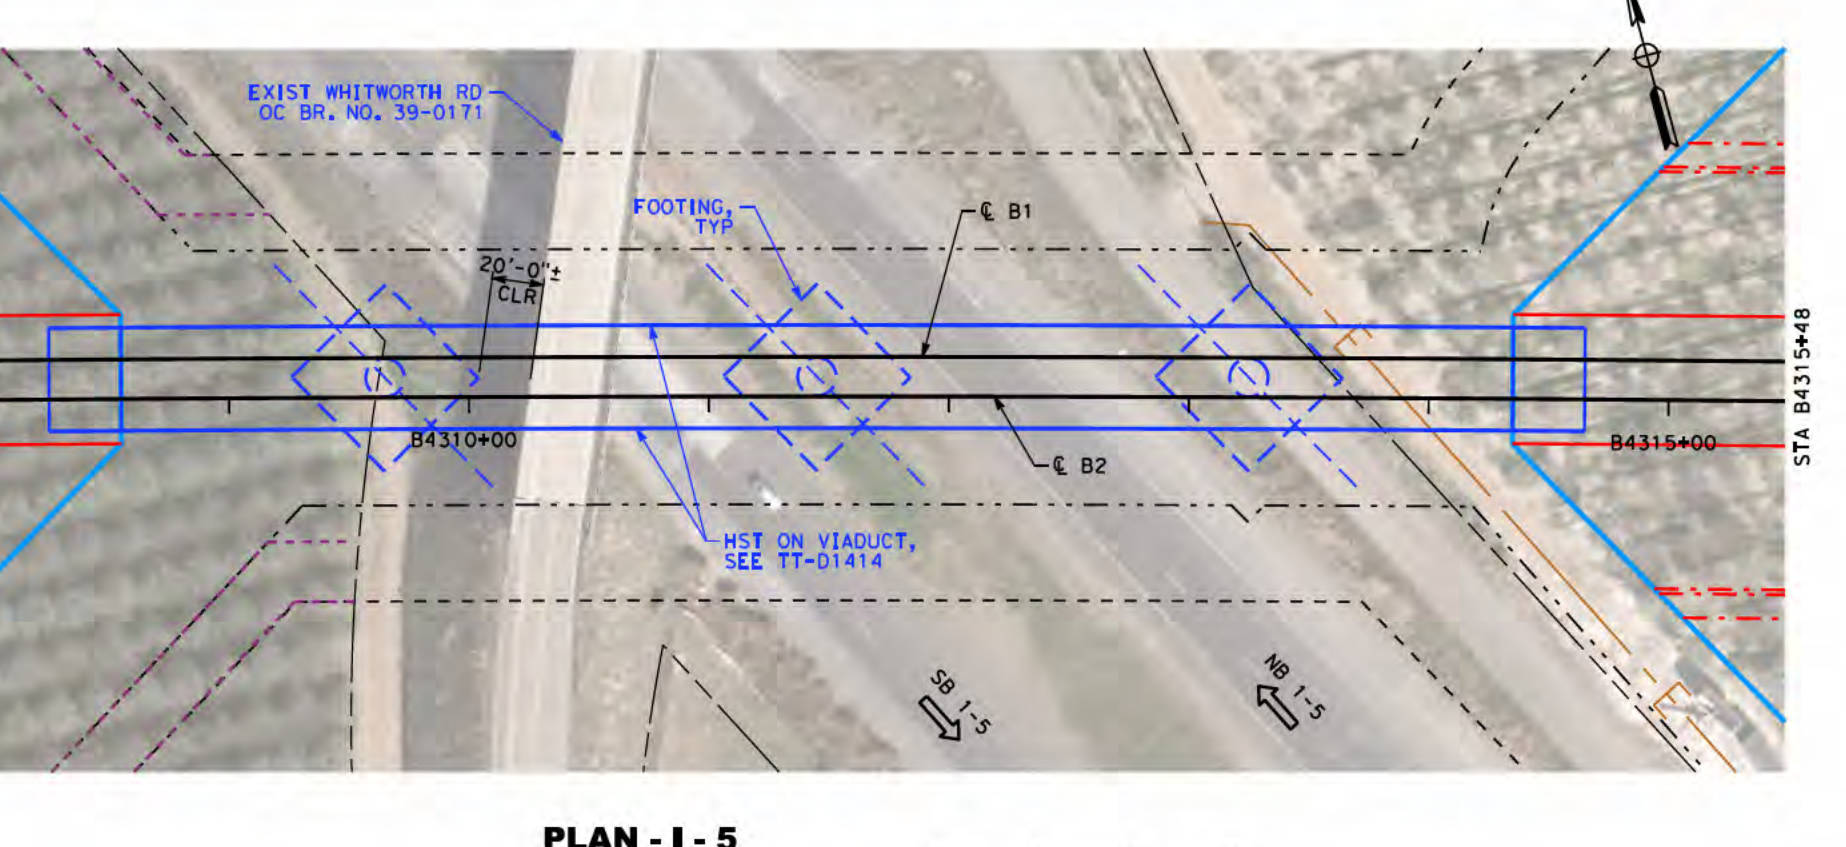 EXIST WHITWORTH RD
OC BR. NO. 39-0171
FOOTING,
TYP
℄ B1
20'-0"±
CLR
B4310+00
℄ B2
B4315+00
STA B4315+48
HST ON VIADUCT,
SEE TT-D1414
E
E
SB I-5
NB I-5
PLAN - I - 5